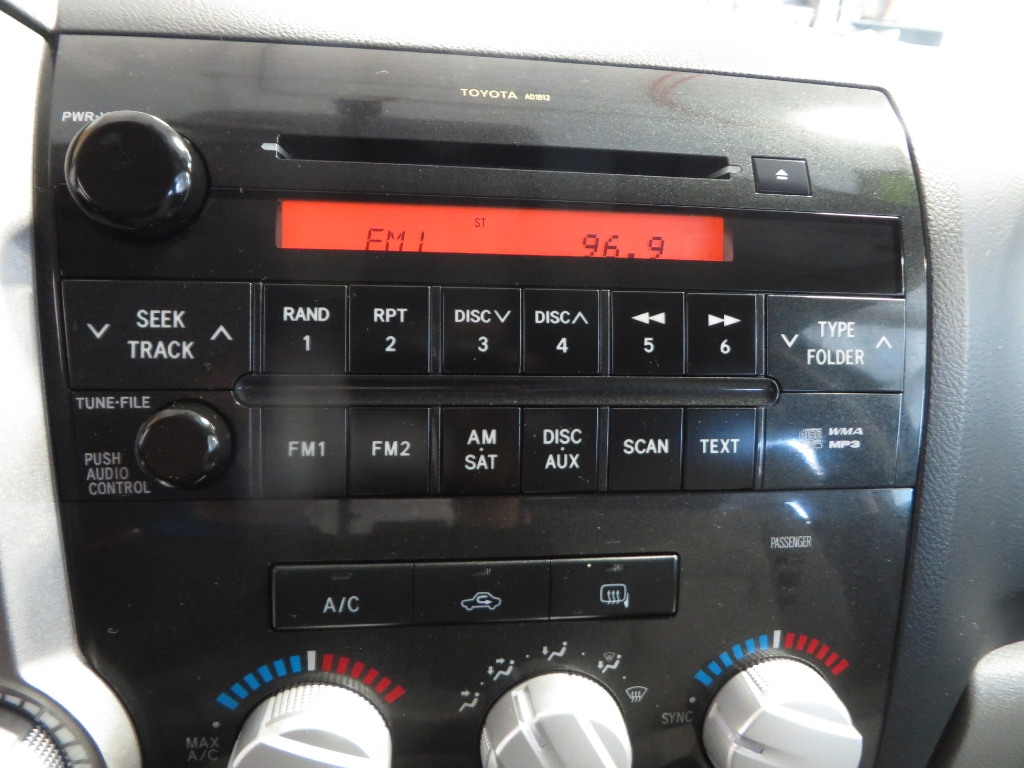 TOYOTA AD1812
PWR·V
ST
FM1 96.9
SEEK TRACK
RAND 1
RPT 2
DISC 3
DISC 4
5
6
TYPE FOLDER
TUNE·FILE
PUSH AUDIO CONTROL
FM1
FM2
AM·SAT
DISC·AUX
SCAN
TEXT
WMA
MP3
PASSENGER
A/C
MAX A/C
SYNC